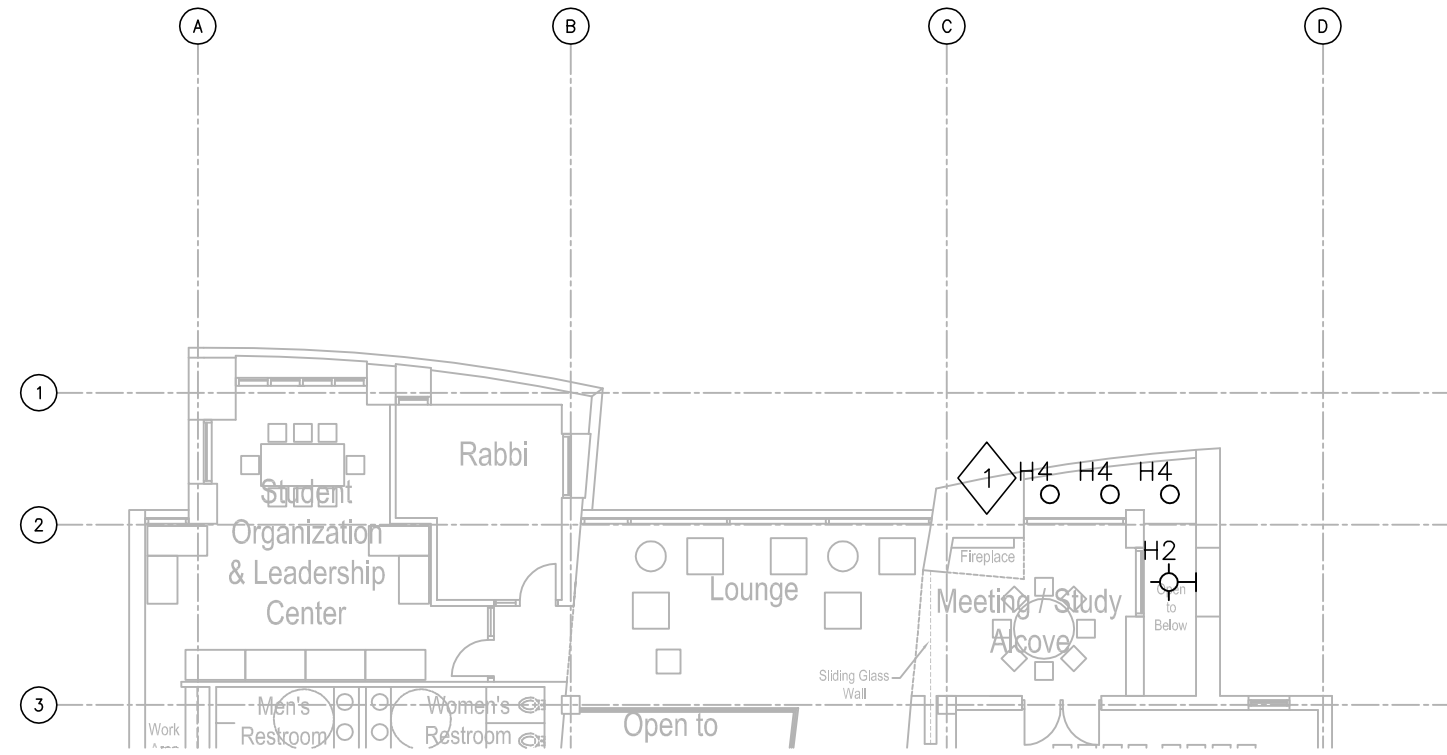 A
B
C
D
1
Rabbi
1
H4
H4
H4
Student
Organization
& Leadership
Center
2
Fireplace
H2
Lounge
Meeting / Study
Alcove
Open
to
Below
Sliding Glass
Wall
3
Men's
Restroom
Women's
Restroom
Open to
Work
Area